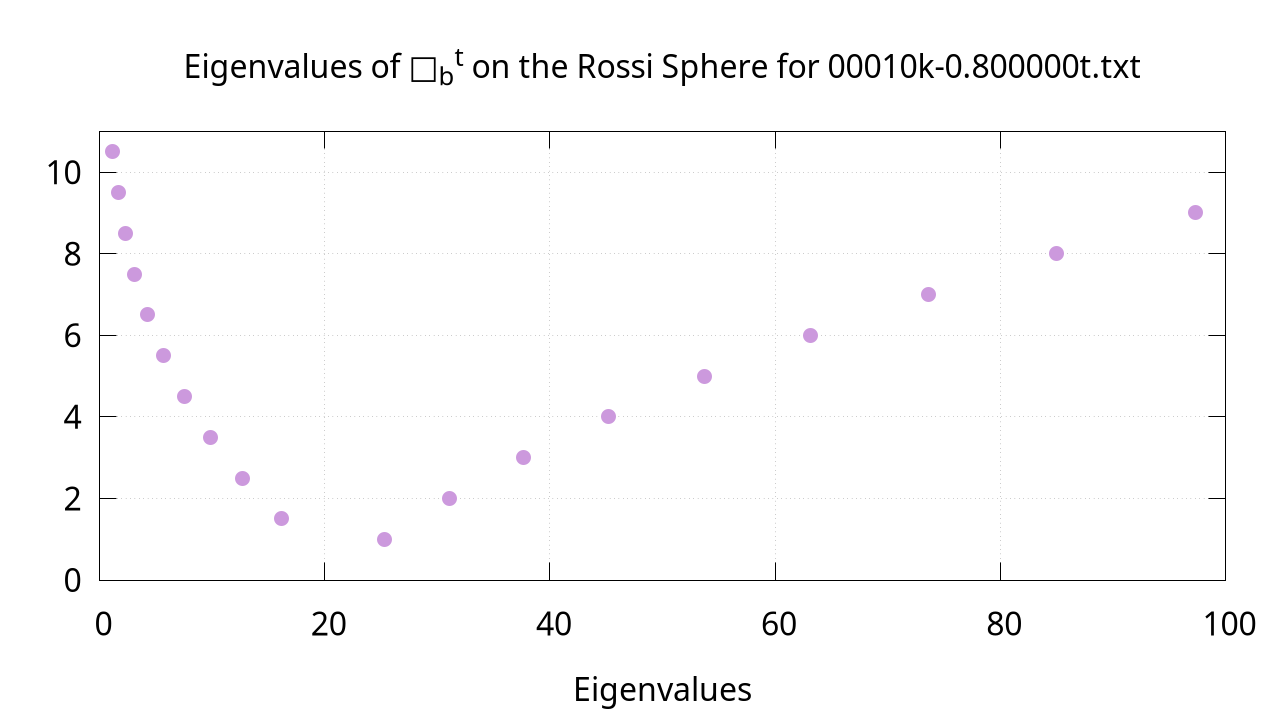 Eigenvalues of □bt on the Rossi Sphere for 00010k-0.800000t.txt
10
8
6
4
2
0
0 20 40 60 80 100
Eigenvalues